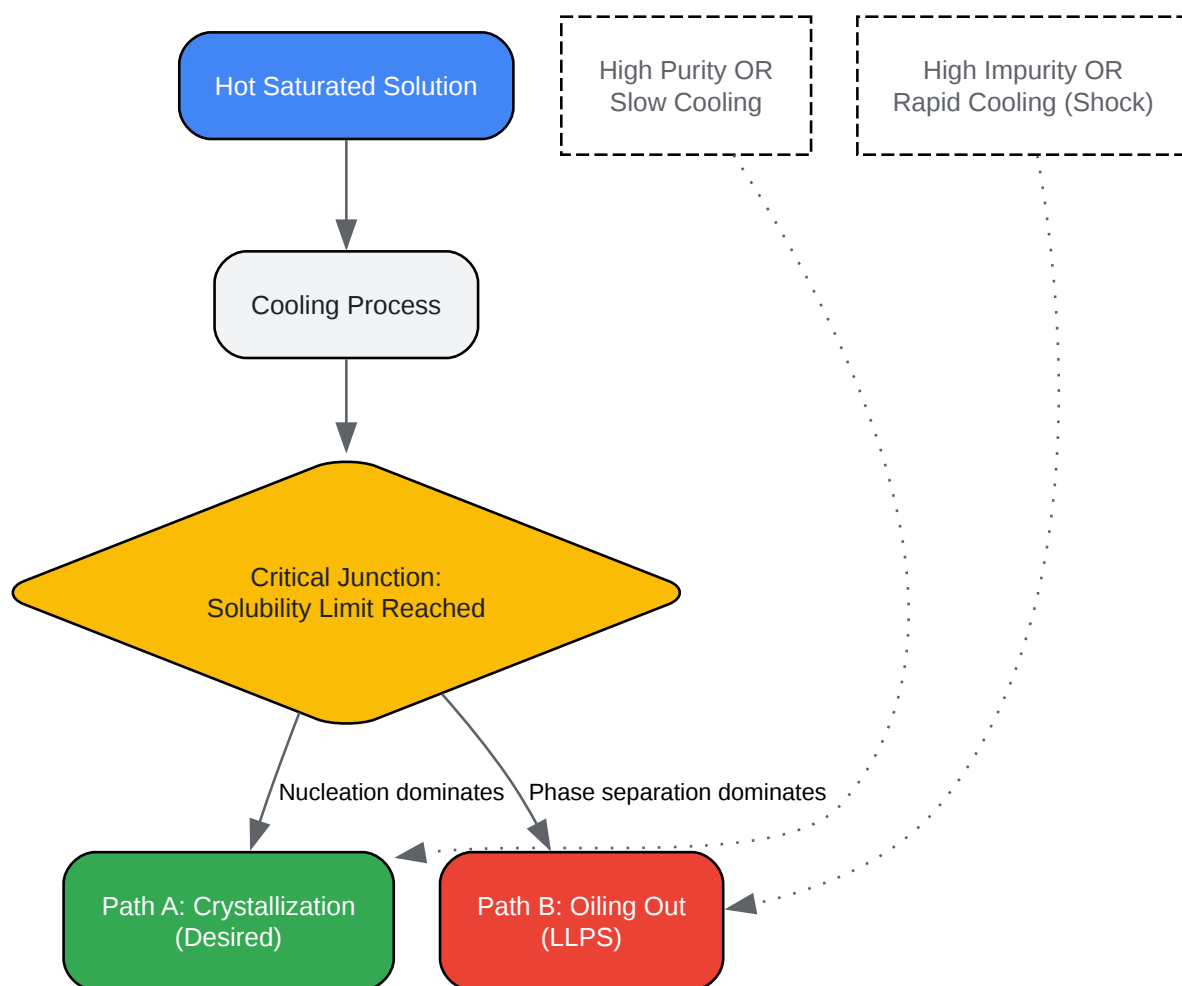 Hot Saturated Solution
High Purity OR
Slow Cooling
High Impurity OR
Rapid Cooling (Shock)
Cooling Process
Critical Junction:
Solubility Limit Reached
Nucleation dominates
Phase separation dominates
Path A: Crystallization
(Desired)
Path B: Oiling Out
(LLPS)